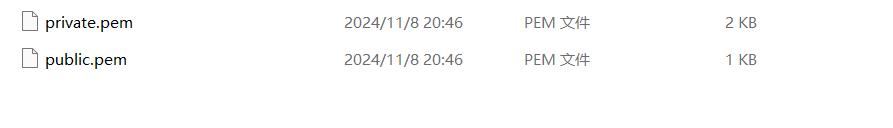 private.pem 2024/11/8 20:46 PEM 文件 2 KB
public.pem 2024/11/8 20:46 PEM 文件 1 KB